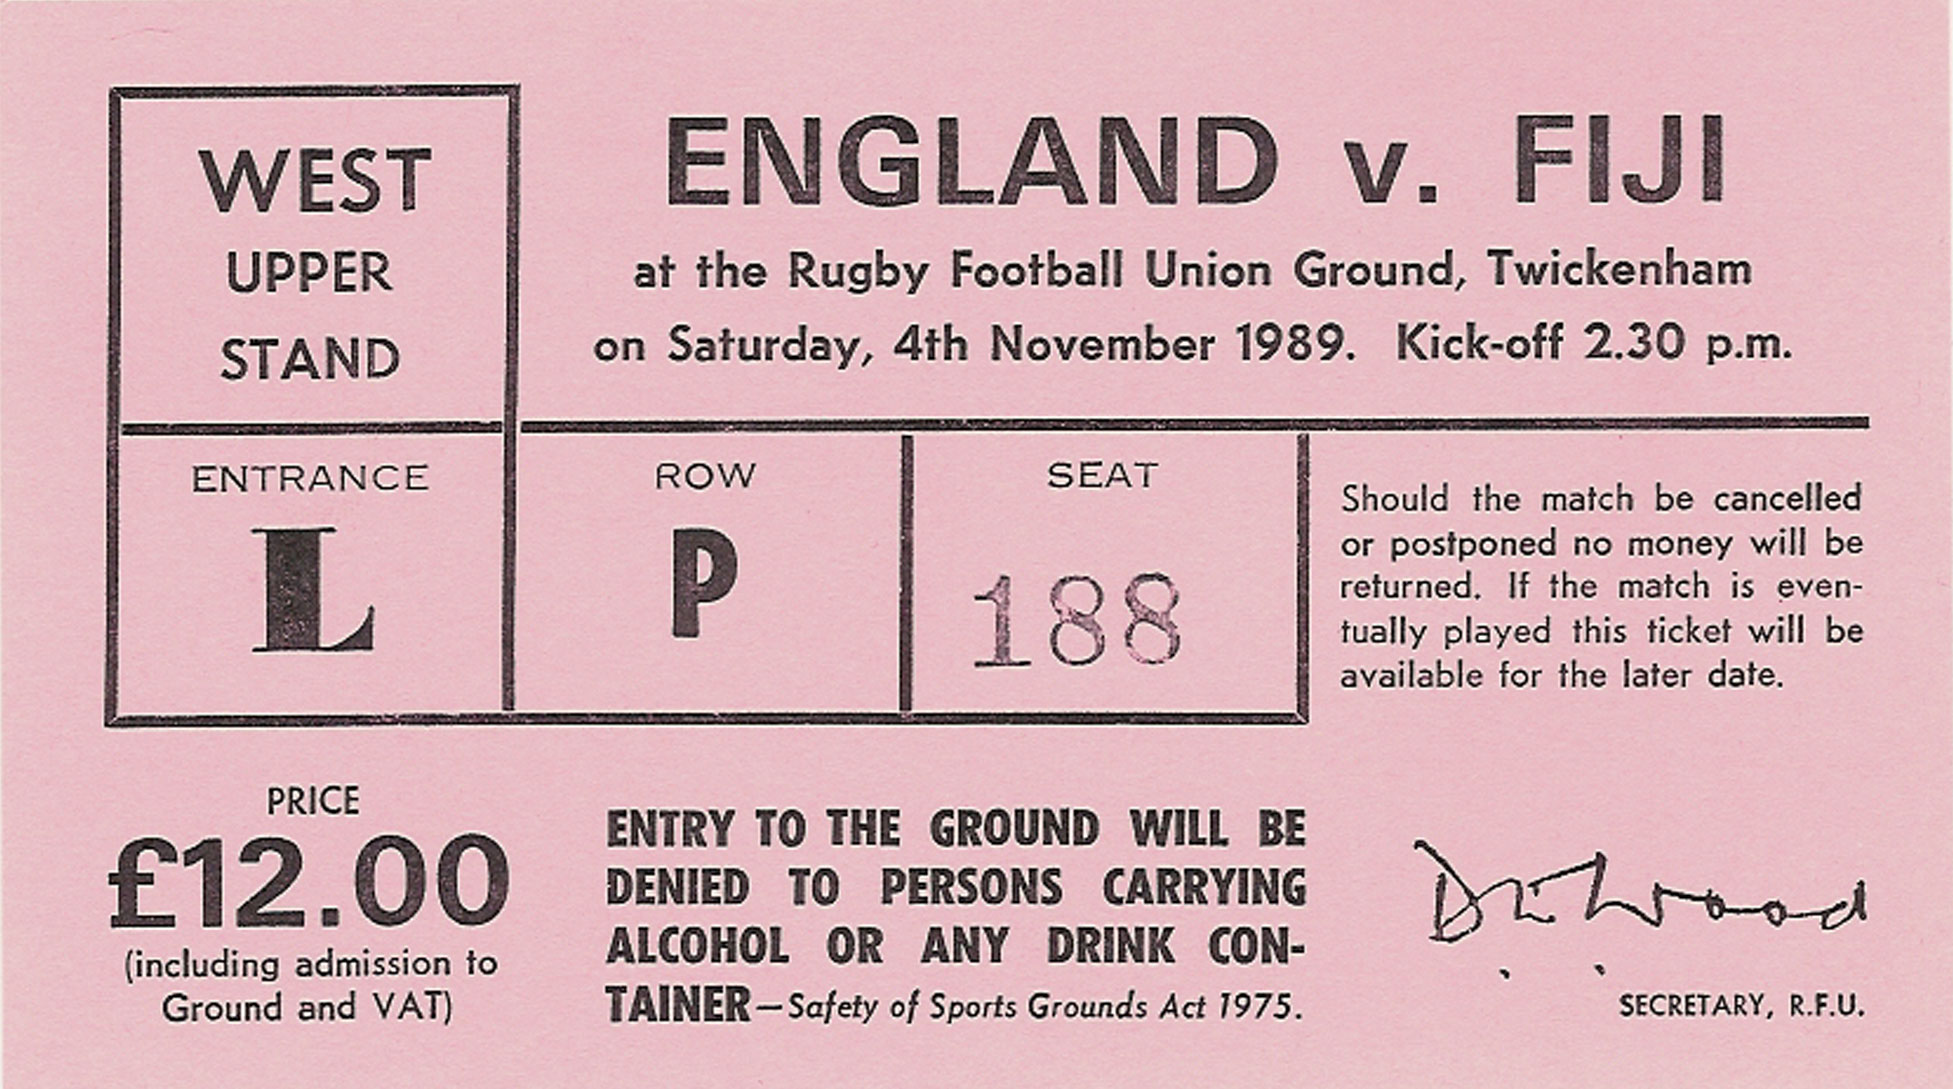 WEST
UPPER
STAND
ENGLAND v. FIJI
at the Rugby Football Union Ground, Twickenham
on Saturday, 4th November 1989. Kick-off 2.30 p.m.
ENTRANCE
L
ROW
P
SEAT
188
Should the match be cancelled
or postponed no money will be
returned. If the match is even-
tually played this ticket will be
available for the later date.
PRICE
£12.00
(including admission to
Ground and VAT)
ENTRY TO THE GROUND WILL BE
DENIED TO PERSONS CARRYING
ALCOHOL OR ANY DRINK CON-
TAINER—Safety of Sports Grounds Act 1975.
Wood
SECRETARY, R.F.U.